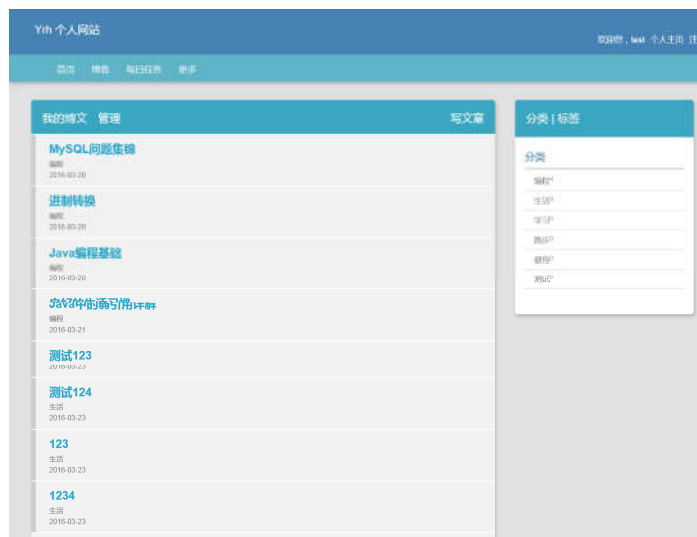 Yrh 个人网站
欢迎您，test 个人主页 注
首页 博客 每日任务 更多
我的博文 管理 写文章
MySQL问题集锦
编程
2016-03-20
进制转换
编程
2016-03-20
Java编程基础
编程
2016-03-20
编程
2016-03-21
测试123
2016-03-23
测试124
生活
2016-03-23
123
生活
2016-03-23
1234
生活
2016-03-23
分类 | 标签
分类
编程
生活
学习
测试